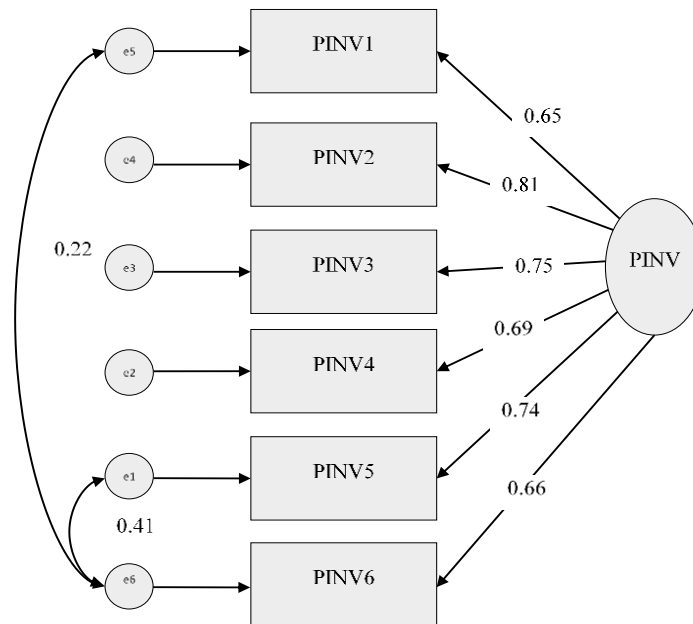 e5
PINV1
0.65
e4
PINV2
0.81
0.22
e3
PINV3
0.75
PINV
e2
PINV4
0.69
e1
PINV5
0.74
0.41
0.66
e6
PINV6